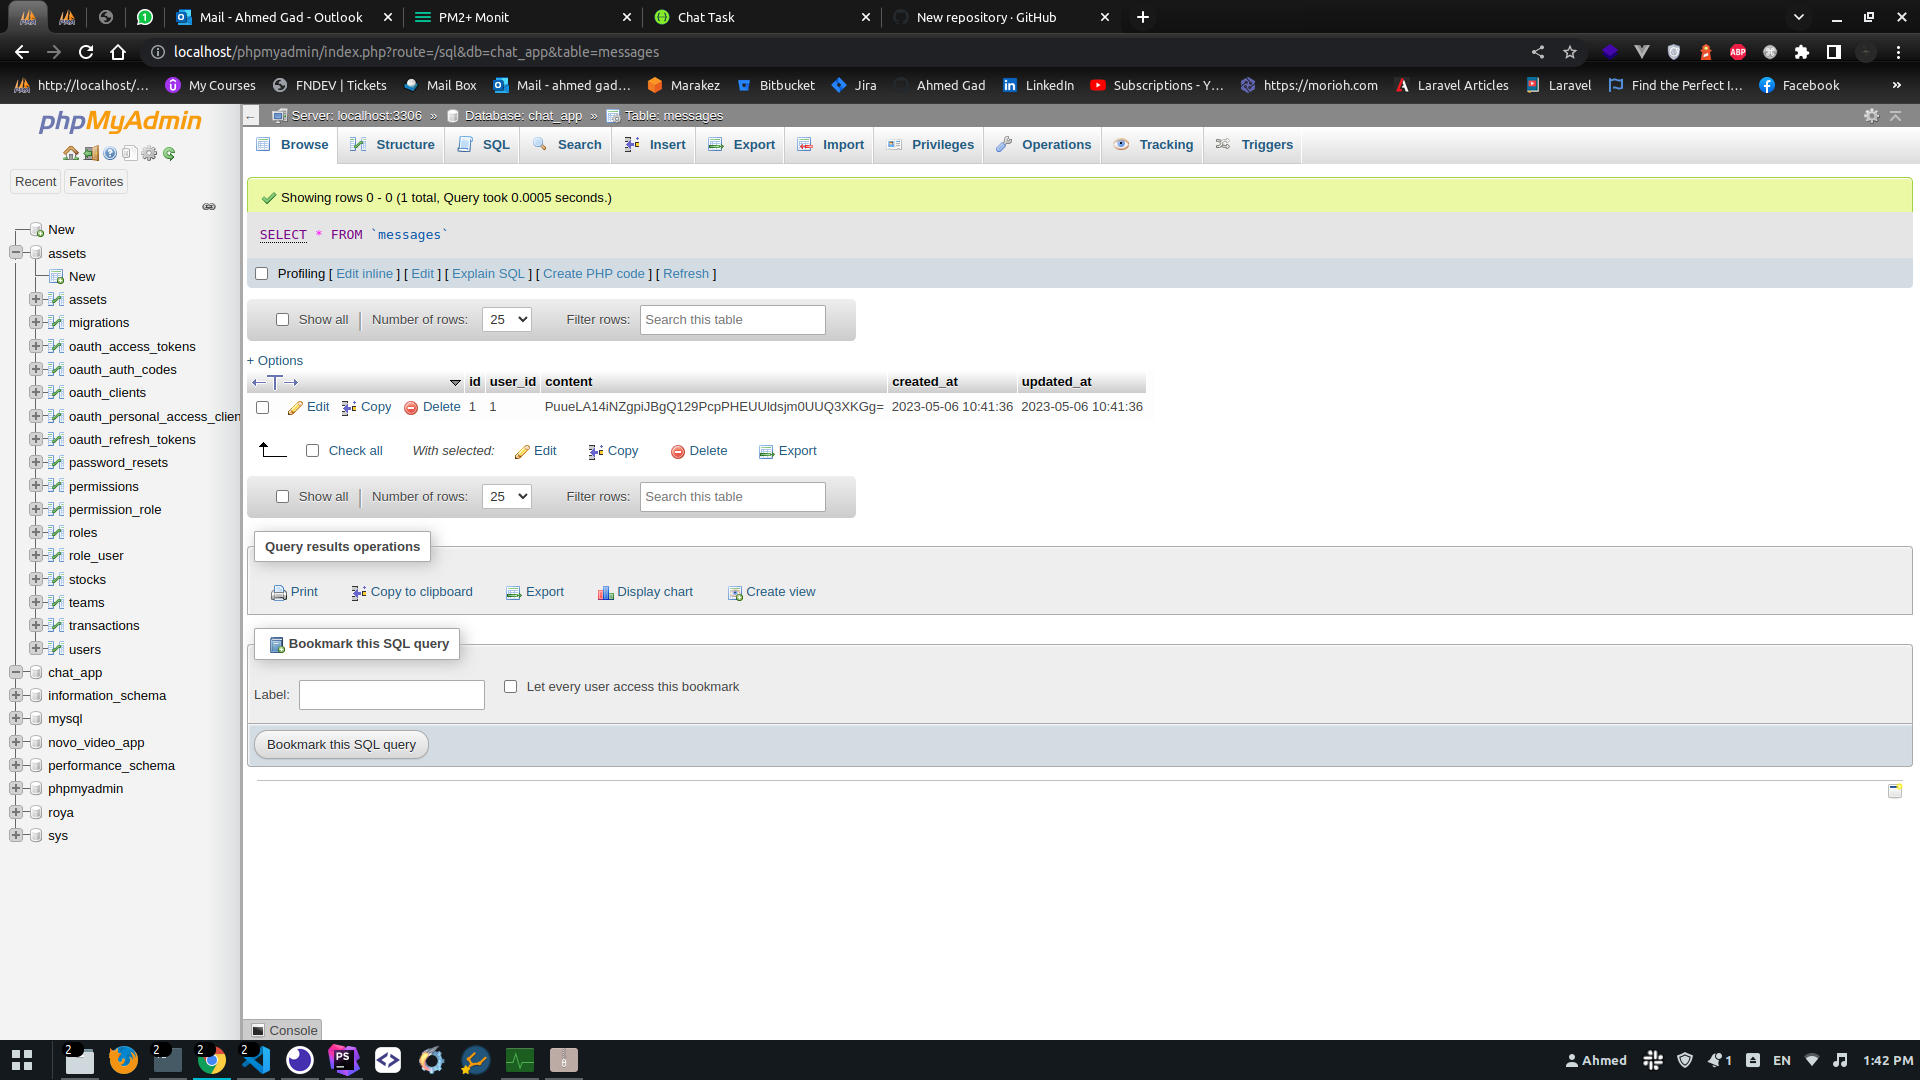 Mail - Ahmed Gad - Outlook
PM2+ Monit
Chat Task
New repository · GitHub
localhost/phpmyadmin/index.php?route=/sql&db=chat_app&table=messages
http://localhost/...
My Courses
FNDEV | Tickets
Mail Box
Mail - ahmed gad...
Marakez
Bitbucket
Jira
Ahmed Gad
LinkedIn
Subscriptions - Y...
https://morioh.com
Laravel Articles
Laravel
Find the Perfect I...
Facebook
»
phpMyAdmin
Recent
Favorites
New
assets
New
assets
migrations
oauth_access_tokens
oauth_auth_codes
oauth_clients
oauth_personal_access_clien
oauth_refresh_tokens
password_resets
permissions
permission_role
roles
role_user
stocks
teams
transactions
users
chat_app
information_schema
mysql
novo_video_app
performance_schema
phpmyadmin
roya
sys
Server: localhost:3306 » Database: chat_app » Table: messages
Browse
Structure
SQL
Search
Insert
Export
Import
Privileges
Operations
Tracking
Triggers
Showing rows 0 - 0 (1 total, Query took 0.0005 seconds.)
SELECT * FROM `messages`
Profiling [ Edit inline ] [ Edit ] [ Explain SQL ] [ Create PHP code ] [ Refresh ]
Show all | Number of rows: 25 Filter rows: Search this table
+ Options
←T→ id user_id content created_at updated_at
Edit Copy Delete 1 1 PuueLA14iNZgpiJBgQ129PcpPHEUUldsjm0UUQ3XKGg= 2023-05-06 10:41:36 2023-05-06 10:41:36
Check all With selected: Edit Copy Delete Export
Show all | Number of rows: 25 Filter rows: Search this table
Query results operations
Print Copy to clipboard Export Display chart Create view
Bookmark this SQL query
Label: Let every user access this bookmark
Bookmark this SQL query
Console
2
2
2
2
PS
Ahmed
1
EN
1:42 PM